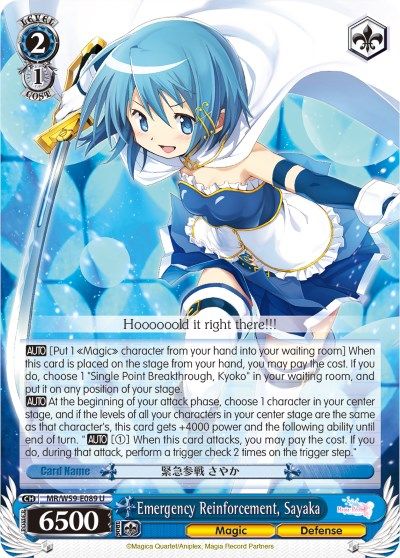 LEVEL
2
1
COST
Hoooooold it right there!!!
AUTO [Put 1 «Magic» character from your hand into your waiting room] When
this card is placed on the stage from your hand, you may pay the cost. If you
do, choose 1 "Single Point Breakthrough, Kyoko" in your waiting room, and
put it on any position of your stage.
AUTO At the beginning of your attack phase, choose 1 character in your center
stage, and if the levels of all your characters in your center stage are the same
as that character's, this card gets +4000 power and the following ability until
end of turn. " AUTO [①] When this card attacks, you may pay the cost. If you
do, during that attack, perform a trigger check 2 times on the trigger step."
Card Name 緊急参戦 さやか
CH MR/W59-E089 U
POWER 6500 SOUL Emergency Reinforcement, Sayaka
Magic Defense
©Magica Quartet/Aniplex, Magia Record Partners